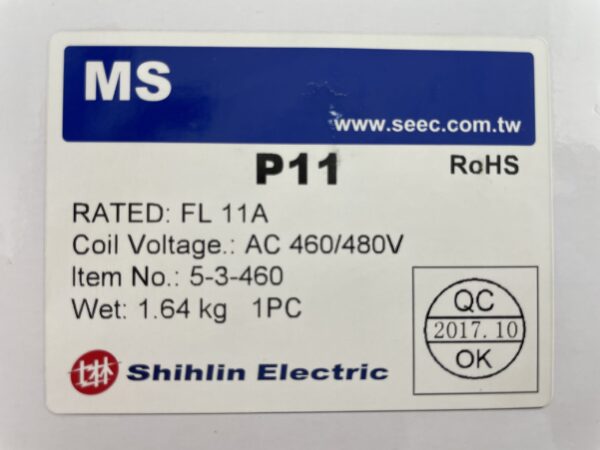 MS
www.seec.com.tw
P11
RoHS
RATED: FL 11A
Coil Voltage.: AC 460/480V
Item No.: 5-3-460
Wet: 1.64 kg 1PC
QC
2017.10
OK
士林 Shihlin Electric